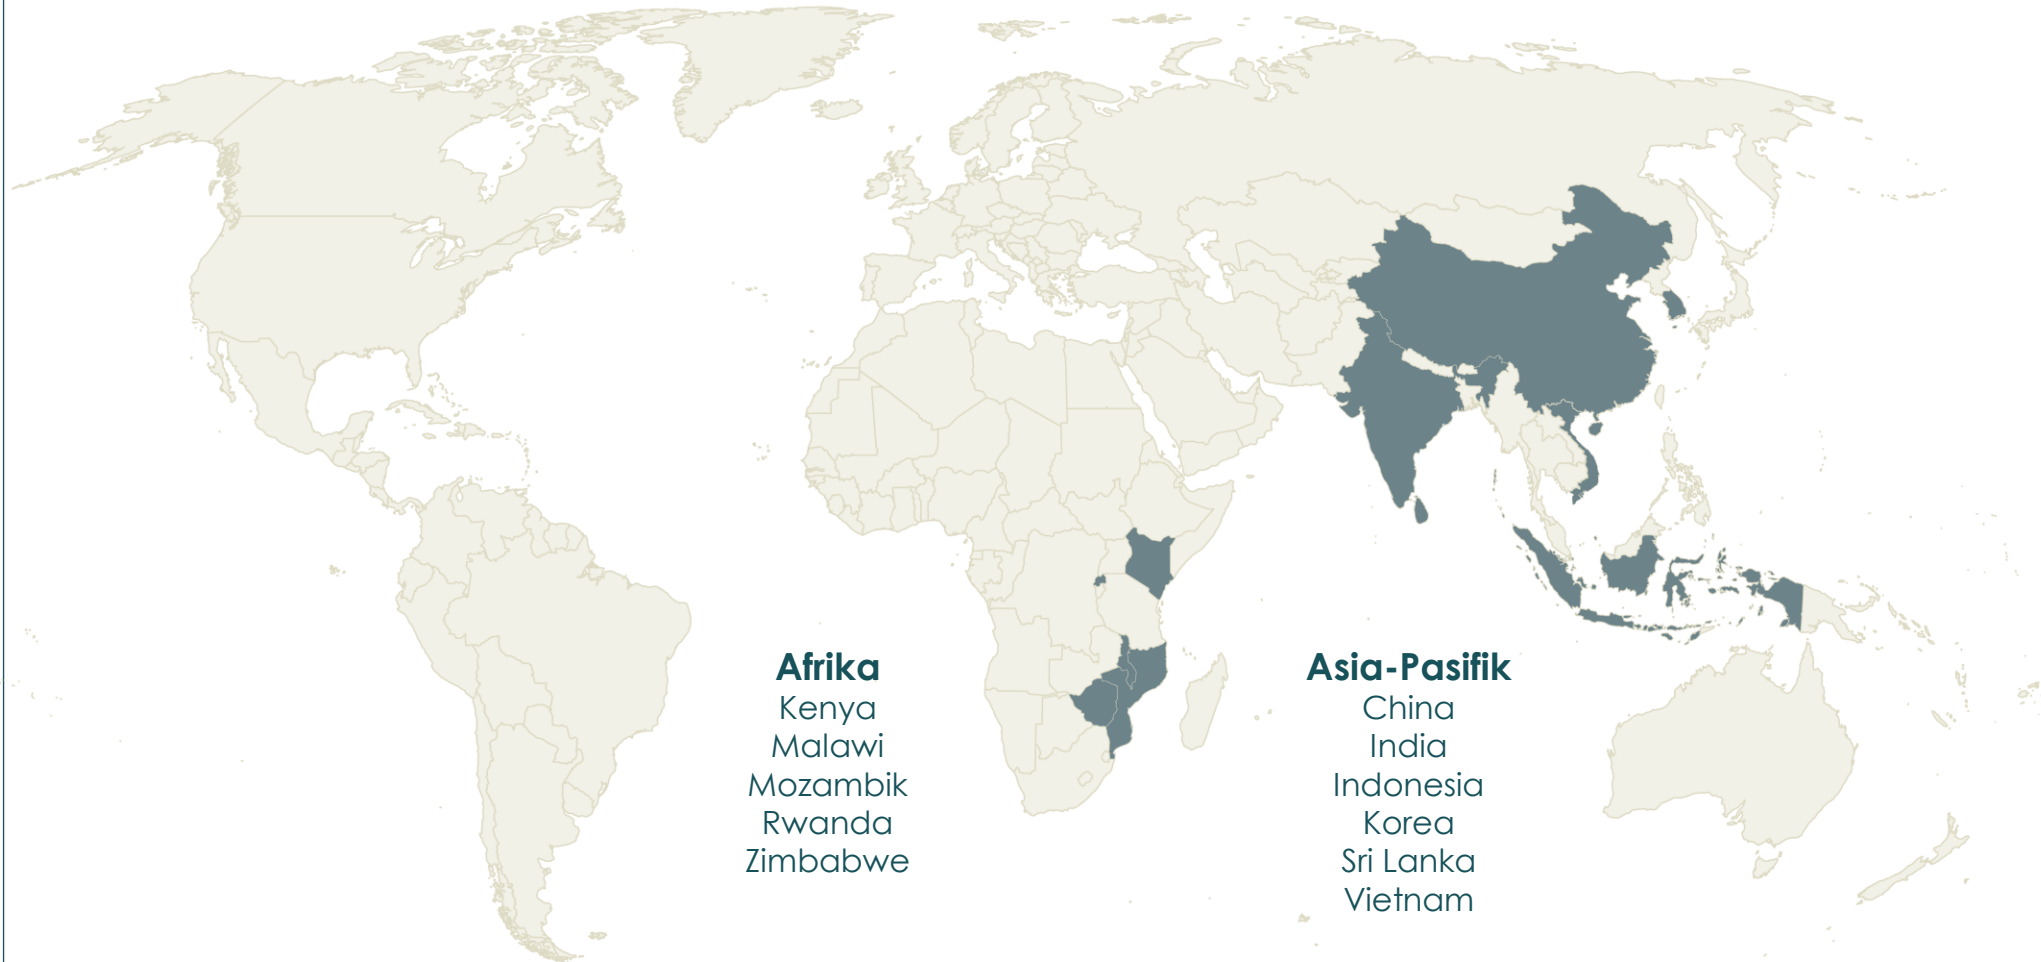 Afrika
Kenya
Malawi
Mozambik
Rwanda
Zimbabwe
Asia-Pasifik
China
India
Indonesia
Korea
Sri Lanka
Vietnam